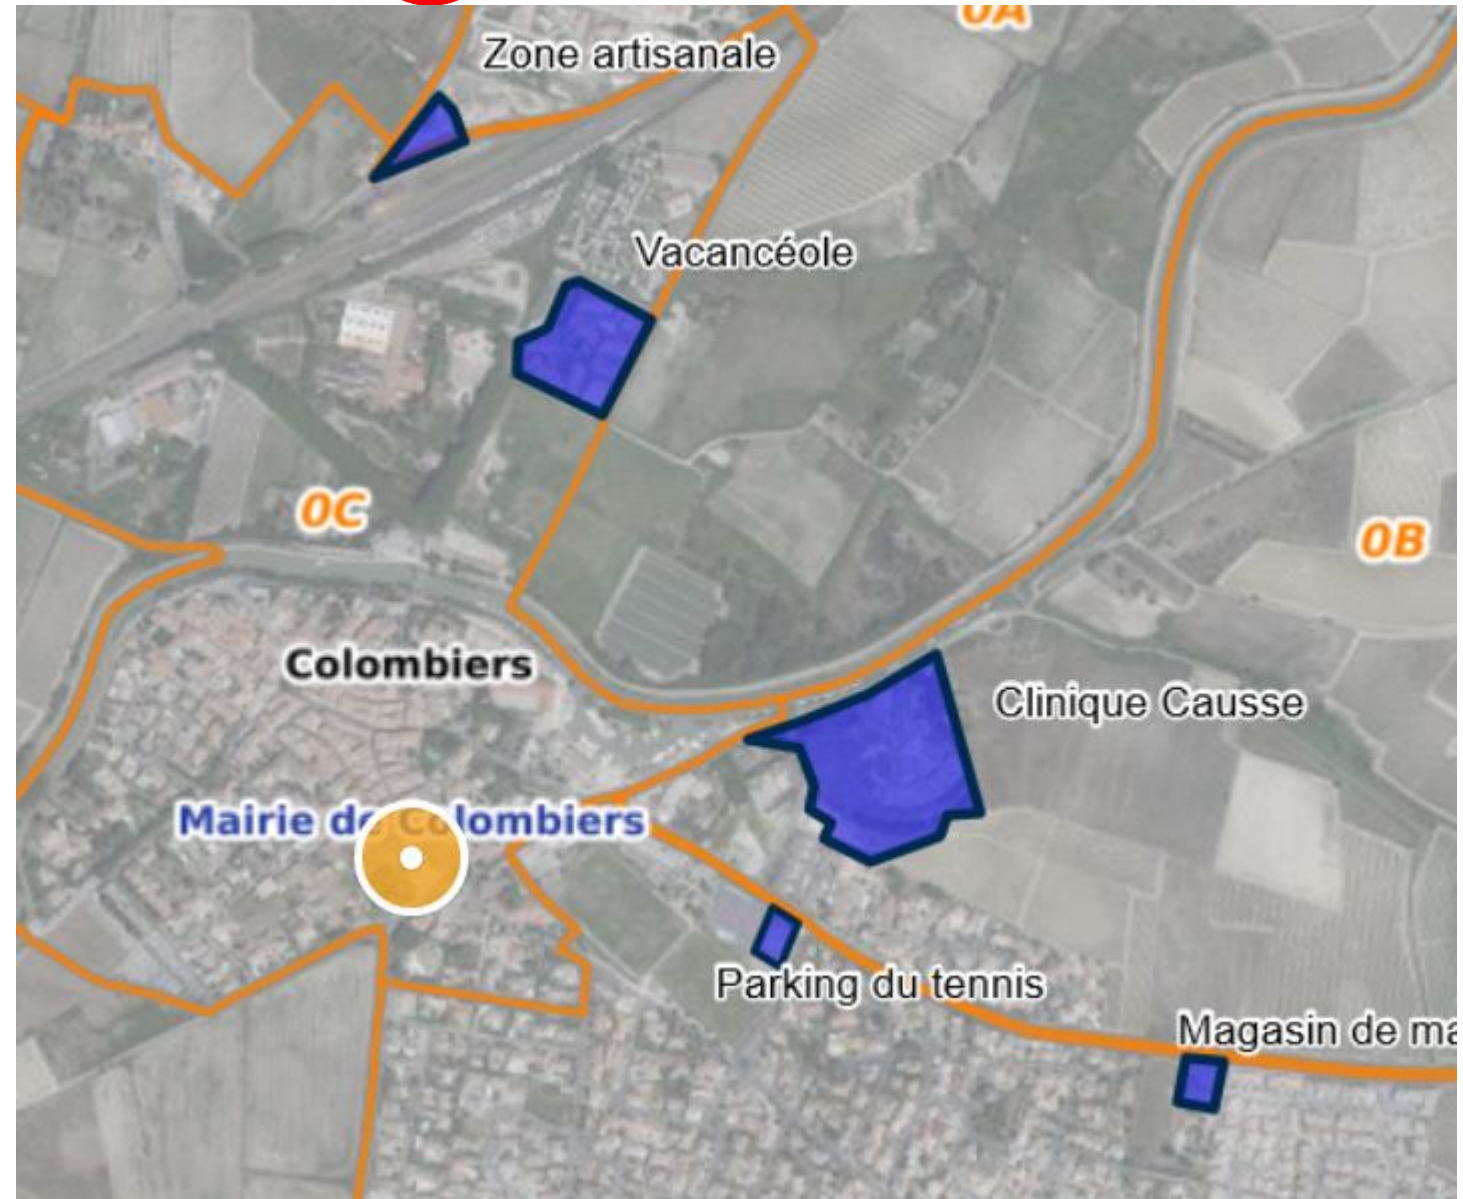 0A
Zone artisanale
Vacancéole
0C
0B
Colombiers
Clinique Causse
Mairie de Colombiers
Parking du tennis
Magasin de ma